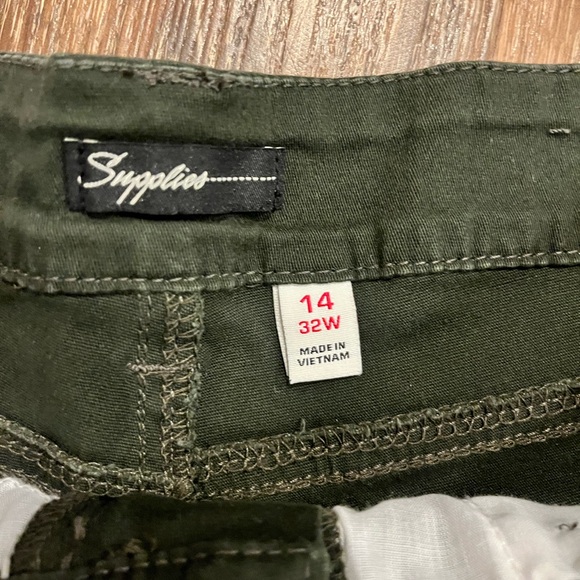 Supplies
14
32W
MADE IN
VIETNAM